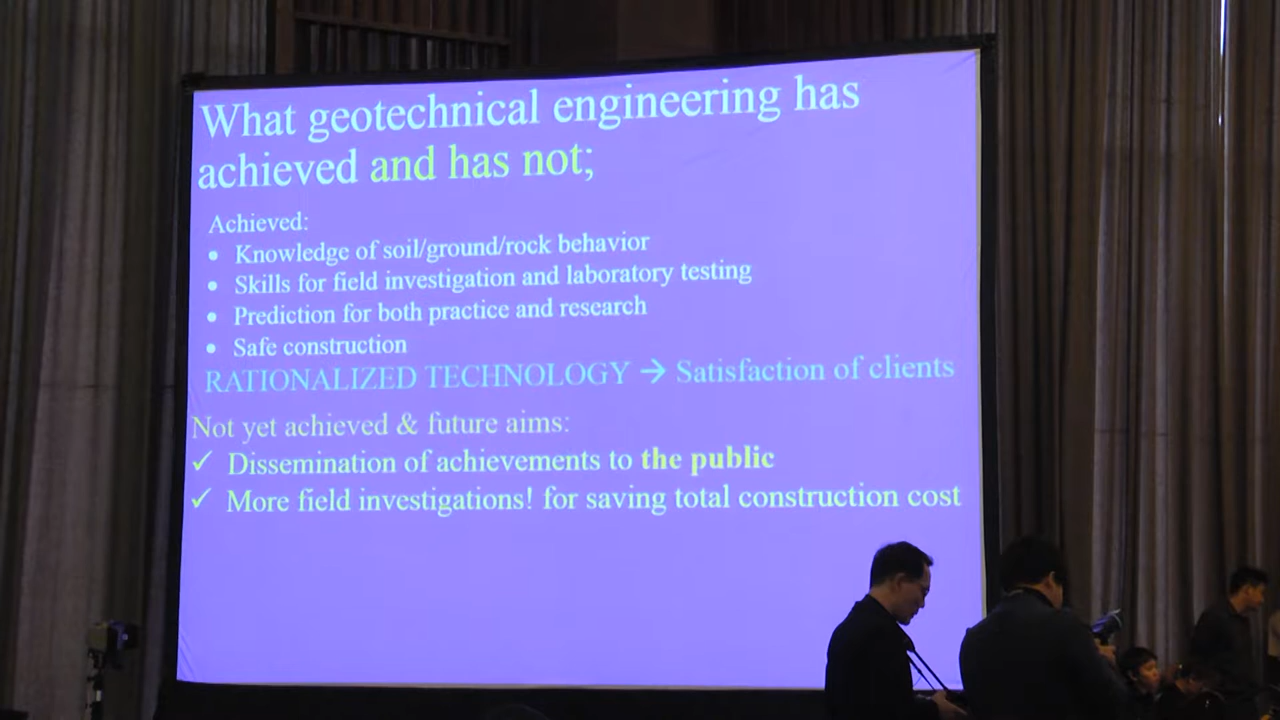 What geotechnical engineering has
achieved and has not;
Achieved:
• Knowledge of soil/ground/rock behavior
• Skills for field investigation and laboratory testing
• Prediction for both practice and research
• Safe construction
RATIONALIZED TECHNOLOGY → Satisfaction of clients
Not yet achieved & future aims:
✓ Dissemination of achievements to the public
✓ More field investigations! for saving total construction cost